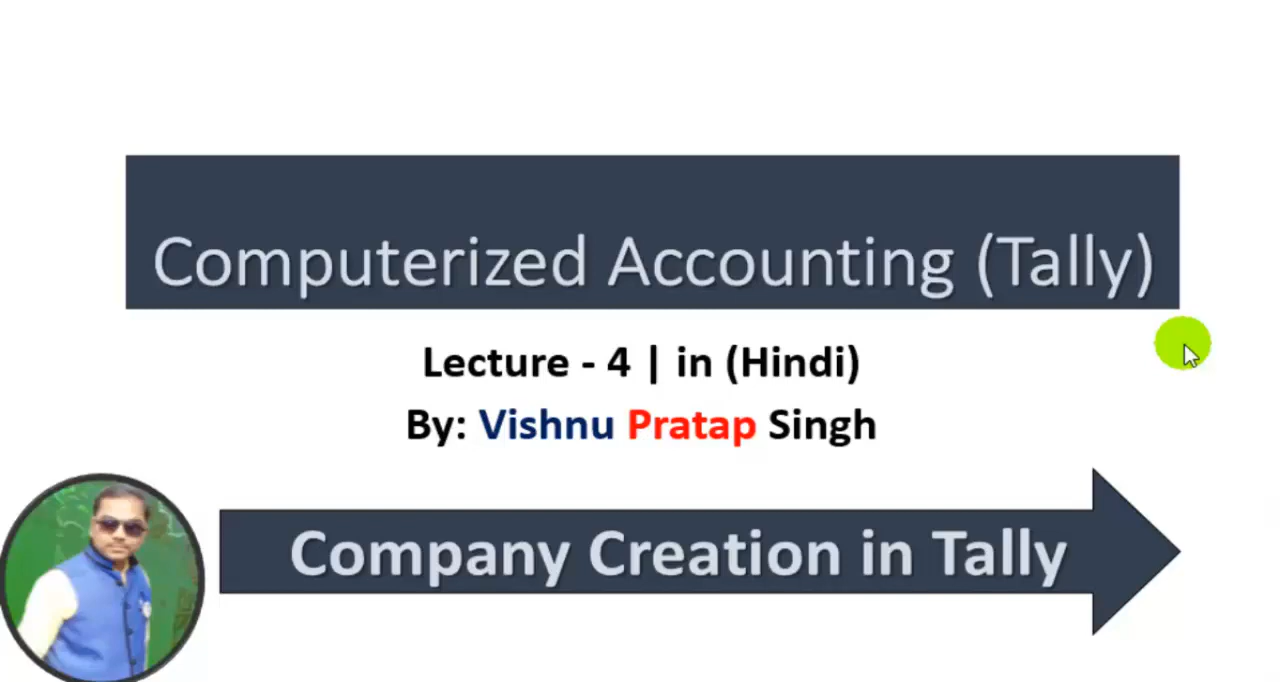 Computerized Accounting (Tally)
Lecture - 4 | in (Hindi)
By: Vishnu Pratap Singh
Company Creation in Tally